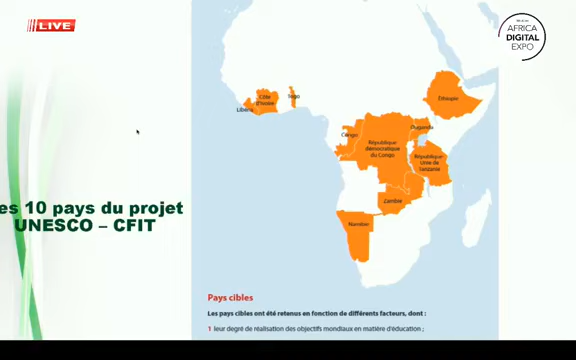 LIVE
AFRICA
DIGITAL
EXPO
Côte
d'Ivoire
Togo
Libéria
Éthiopie
Congo
Ouganda
République
démocratique
du Congo
République
Unie de
Tanzanie
Zambie
Namibie
es 10 pays du projet
UNESCO – CFIT
Pays cibles
Les pays cibles ont été retenus en fonction de différents facteurs, dont :
1 leur degré de réalisation des objectifs mondiaux en matière d'éducation ;